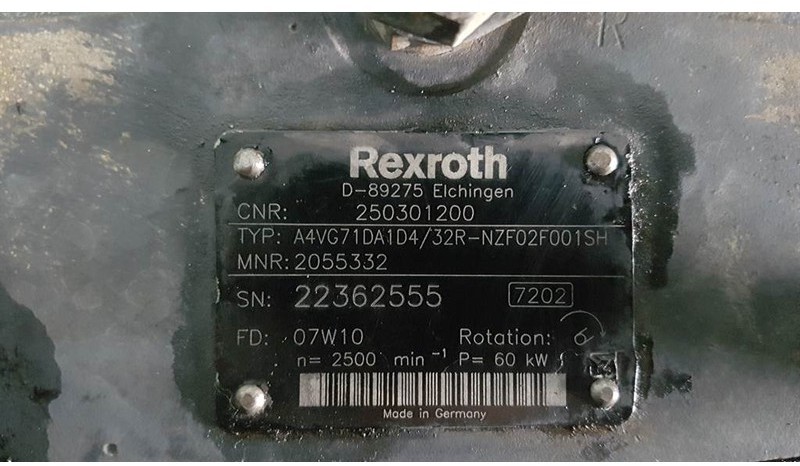 R
Rexroth
D-89275 Elchingen
CNR: 250301200
TYP: A4VG71DA1D4/32R-NZF02F001SH
MNR: 2055332
SN: 22362555 7202
FD: 07W10 Rotation:
n= 2500 min⁻¹ P= 60 kW
Made in Germany